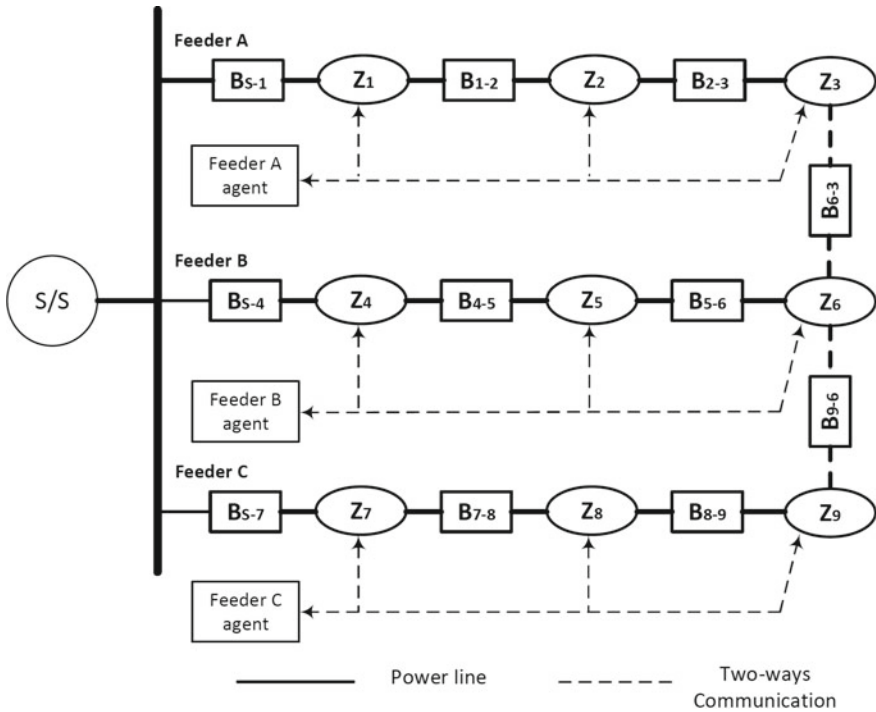 Feeder A
BS-1
Z1
B1-2
Z2
B2-3
Z3
Feeder A
agent
B6-3
Feeder B
S/S
BS-4
Z4
B4-5
Z5
B5-6
Z6
Feeder B
agent
B9-6
Feeder C
BS-7
Z7
B7-8
Z8
B8-9
Z9
Feeder C
agent
Power line
Two-ways
Communication